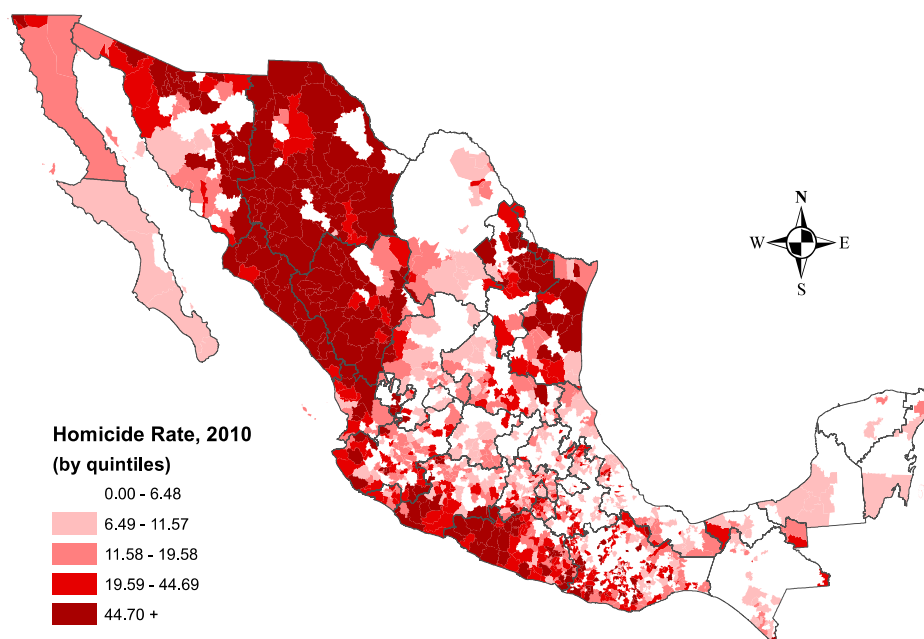 N
W E
S
Homicide Rate, 2010
(by quintiles)
0.00 - 6.48
6.49 - 11.57
11.58 - 19.58
19.59 - 44.69
44.70 +